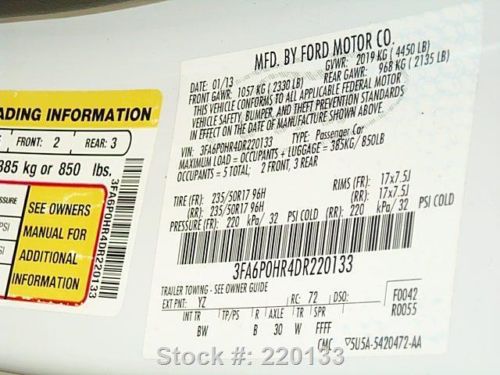 ADING INFORMATION
FRONT: 2 REAR: 3
385 kg or 850 lbs.
SSURE
SEE OWNERS
MANUAL FOR
ADDITIONAL
INFORMATION
PSI
3FA6P0HR4DR220133
MFD. BY FORD MOTOR CO.
DATE: 01/13 GVWR: 2019 KG (4450 LB)
FRONT GAWR: 1057 KG (2330 LB) REAR GAWR: 968 KG (2135 LB)
THIS VEHICLE CONFORMS TO ALL APPLICABLE FEDERAL MOTOR
VEHICLE SAFETY, BUMPER, AND THEFT PREVENTION STANDARDS
IN EFFECT ON THE DATE OF MANUFACTURE SHOWN ABOVE.
VIN: 3FA6P0HR4DR220133 TYPE: Passenger Car
MAXIMUM LOAD = OCCUPANTS + LUGGAGE = 385KG / 850LB
OCCUPANTS = 5 TOTAL: 2 FRONT, 3 REAR
TIRE (FR): 235/50R17 96H RIMS (FR): 17x7.5J
(RR): 235/50R17 96H (RR): 17x7.5J
PRESSURE (FR): 220 kPa/ 32 PSI COLD (RR): 220 kPa/ 32 PSI COLD
3FA6P0HR4DR220133
TRAILER TOWING - SEE OWNER GUIDE
EXT PNT: YZ RC: 72 DSO: F0042
R0055
INT TR TP/PS R AXLE TR SPR
BW B 30 W FFFF
CMC 5U5A-5420472-AA
Stock #: 220133